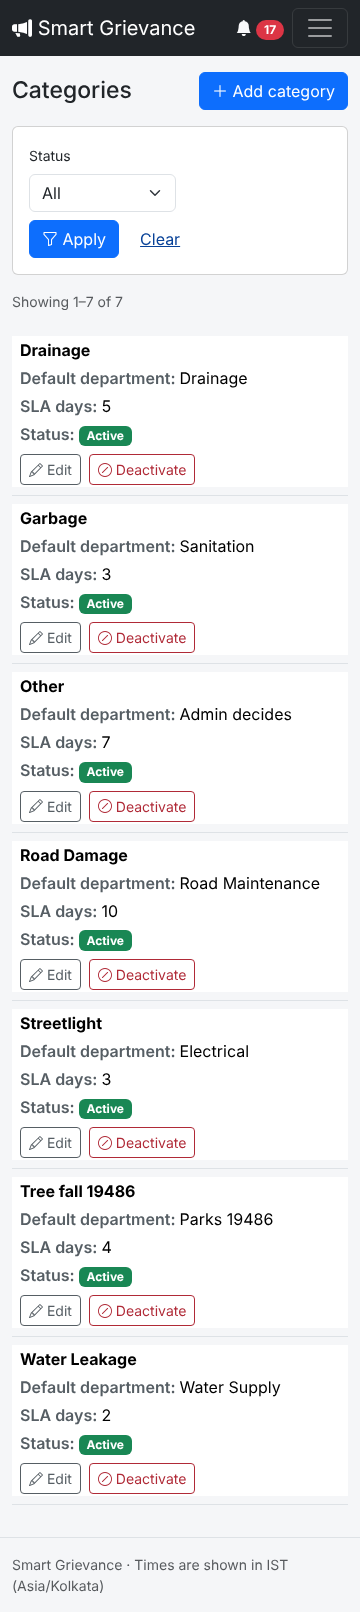 Smart Grievance 17
Categories
Add category
Status
All
Apply Clear
Showing 1–7 of 7
Drainage
Default department: Drainage
SLA days: 5
Status: Active
Edit Deactivate
Garbage
Default department: Sanitation
SLA days: 3
Status: Active
Edit Deactivate
Other
Default department: Admin decides
SLA days: 7
Status: Active
Edit Deactivate
Road Damage
Default department: Road Maintenance
SLA days: 10
Status: Active
Edit Deactivate
Streetlight
Default department: Electrical
SLA days: 3
Status: Active
Edit Deactivate
Tree fall 19486
Default department: Parks 19486
SLA days: 4
Status: Active
Edit Deactivate
Water Leakage
Default department: Water Supply
SLA days: 2
Status: Active
Edit Deactivate
Smart Grievance · Times are shown in IST
(Asia/Kolkata)